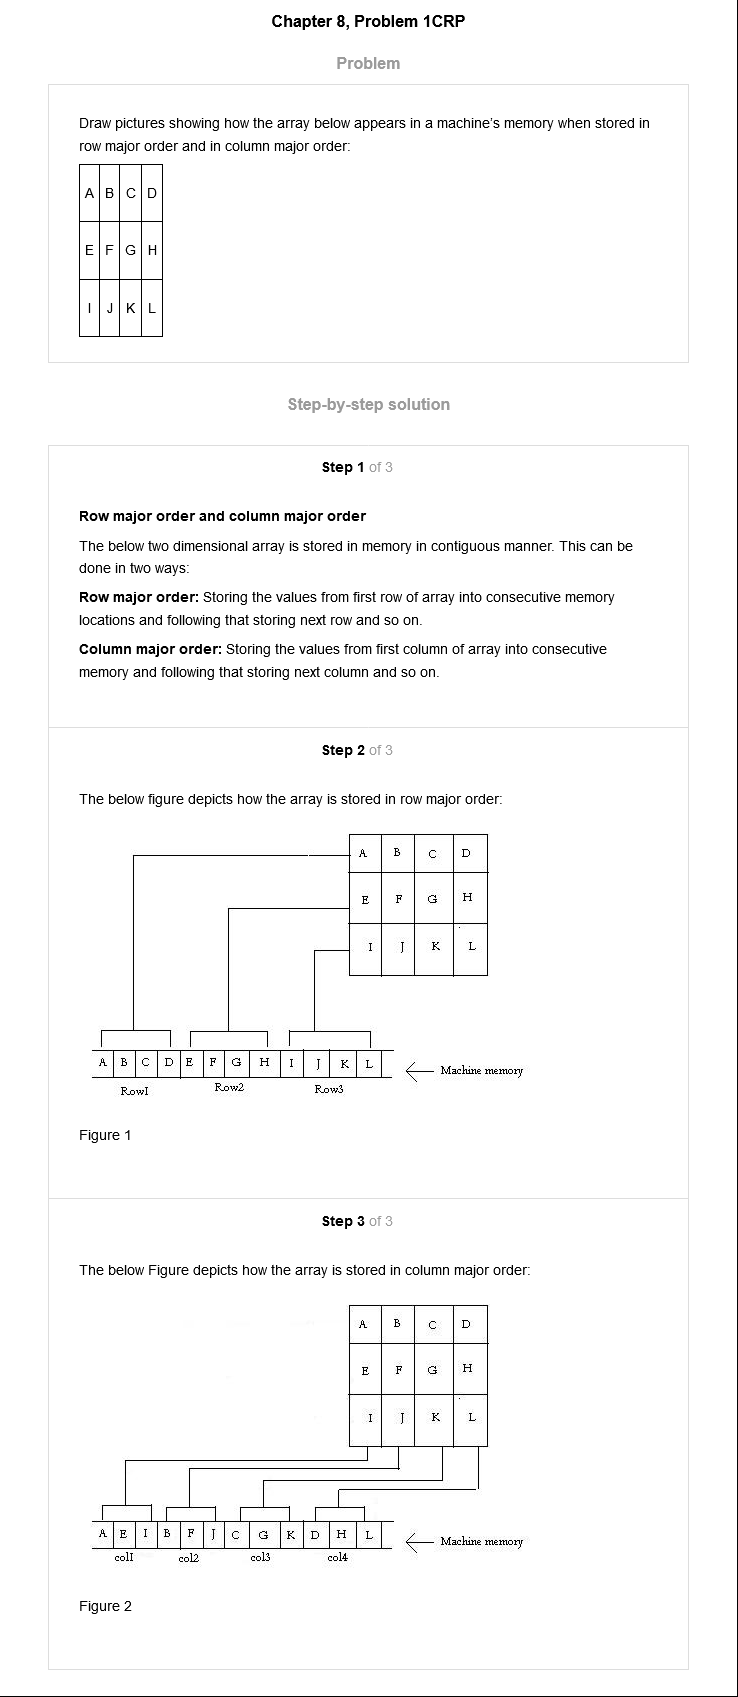 Chapter 8, Problem 1CRP
Problem
Draw pictures showing how the array below appears in a machine's memory when stored in
row major order and in column major order:
A B C D
E F G H
I J K L
Step-by-step solution
Step 1 of 3
Row major order and column major order
The below two dimensional array is stored in memory in contiguous manner. This can be
done in two ways:
Row major order: Storing the values from first row of array into consecutive memory
locations and following that storing next row and so on.
Column major order: Storing the values from first column of array into consecutive
memory and following that storing next column and so on.
Step 2 of 3
The below figure depicts how the array is stored in row major order:
A B C D
E F G H
I J K L
A B C D E F G H I J K L
Machine memory
Row1 Row2 Row3
Figure 1
Step 3 of 3
The below Figure depicts how the array is stored in column major order:
A B C D
E F G H
I J K L
A E I B F J C G K D H L
Machine memory
col1 col2 col3 col4
Figure 2